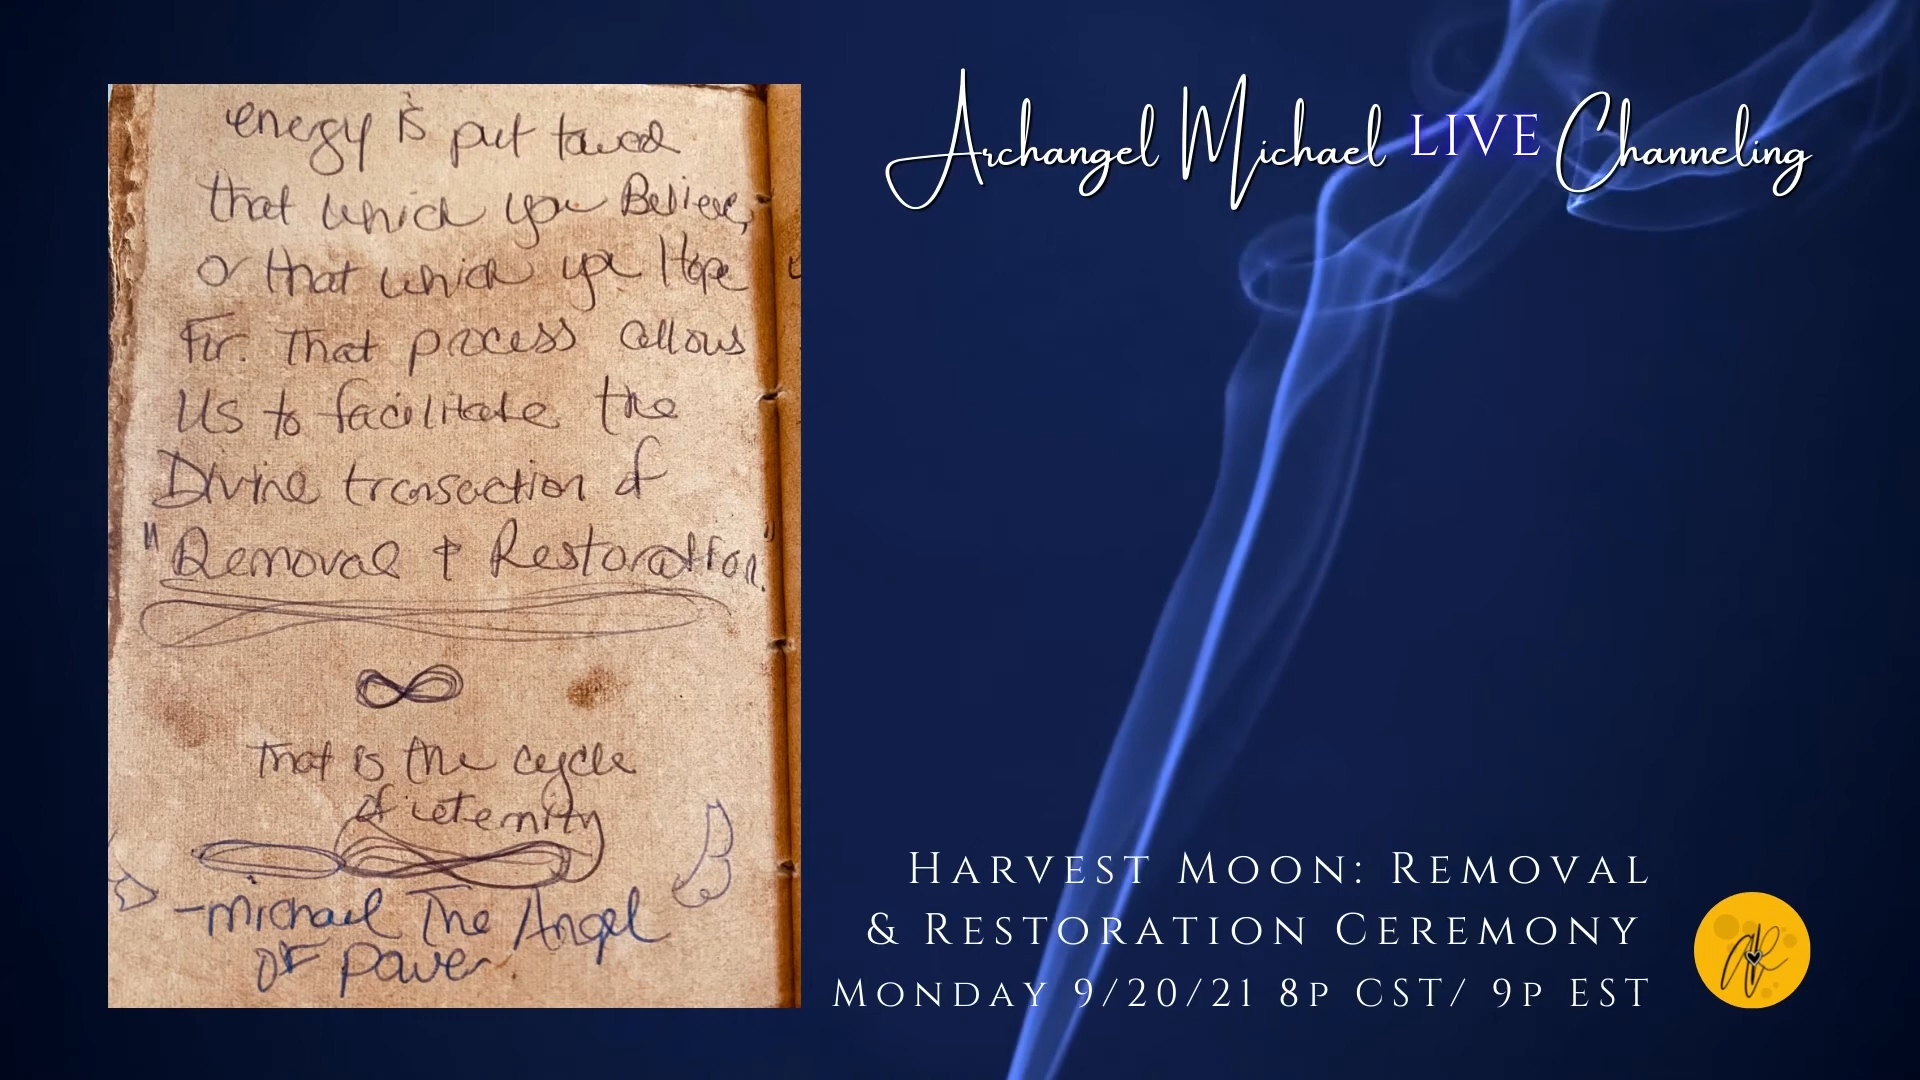 energy is put toward
that which you Believe,
or that which you Hope
For. That process allows
Us to facilitate the
Divine transaction of
"Removal & Restoration."
That is the cycle
of eternity
-Michael The Angel
OF Power
Archangel Michael LIVE Channeling
Harvest Moon: Removal
& Restoration Ceremony
Monday 9/20/21 8p CST/ 9p EST